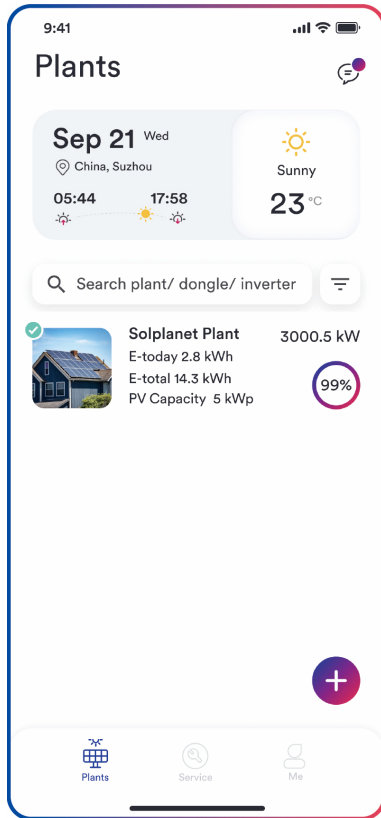 9:41
Plants
Sep 21 Wed
China, Suzhou
05:44 17:58
Sunny
23 °C
Search plant/ dongle/ inverter
Solplanet Plant 3000.5 kW
E-today 2.8 kWh
E-total 14.3 kWh
PV Capacity 5 kWp
99%
Plants Service Me